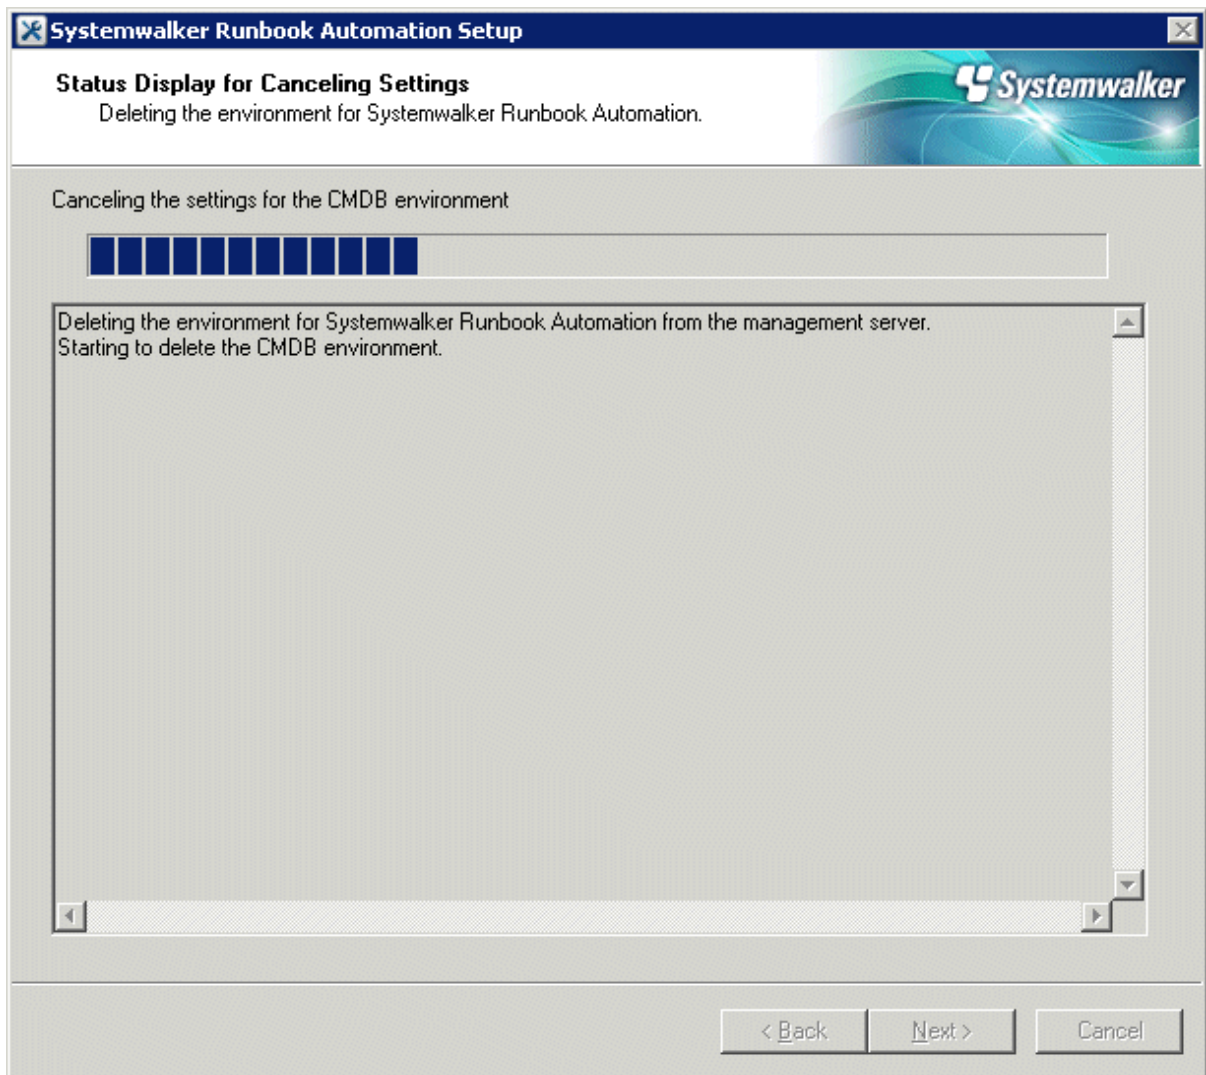 Systemwalker Runbook Automation Setup
Status Display for Canceling Settings
Systemwalker
Deleting the environment for Systemwalker Runbook Automation.
Canceling the settings for the CMDB environment
Deleting the environment for Systemwalker Runbook Automation from the management server.
Starting to delete the CMDB environment.
< Back
Next >
Cancel